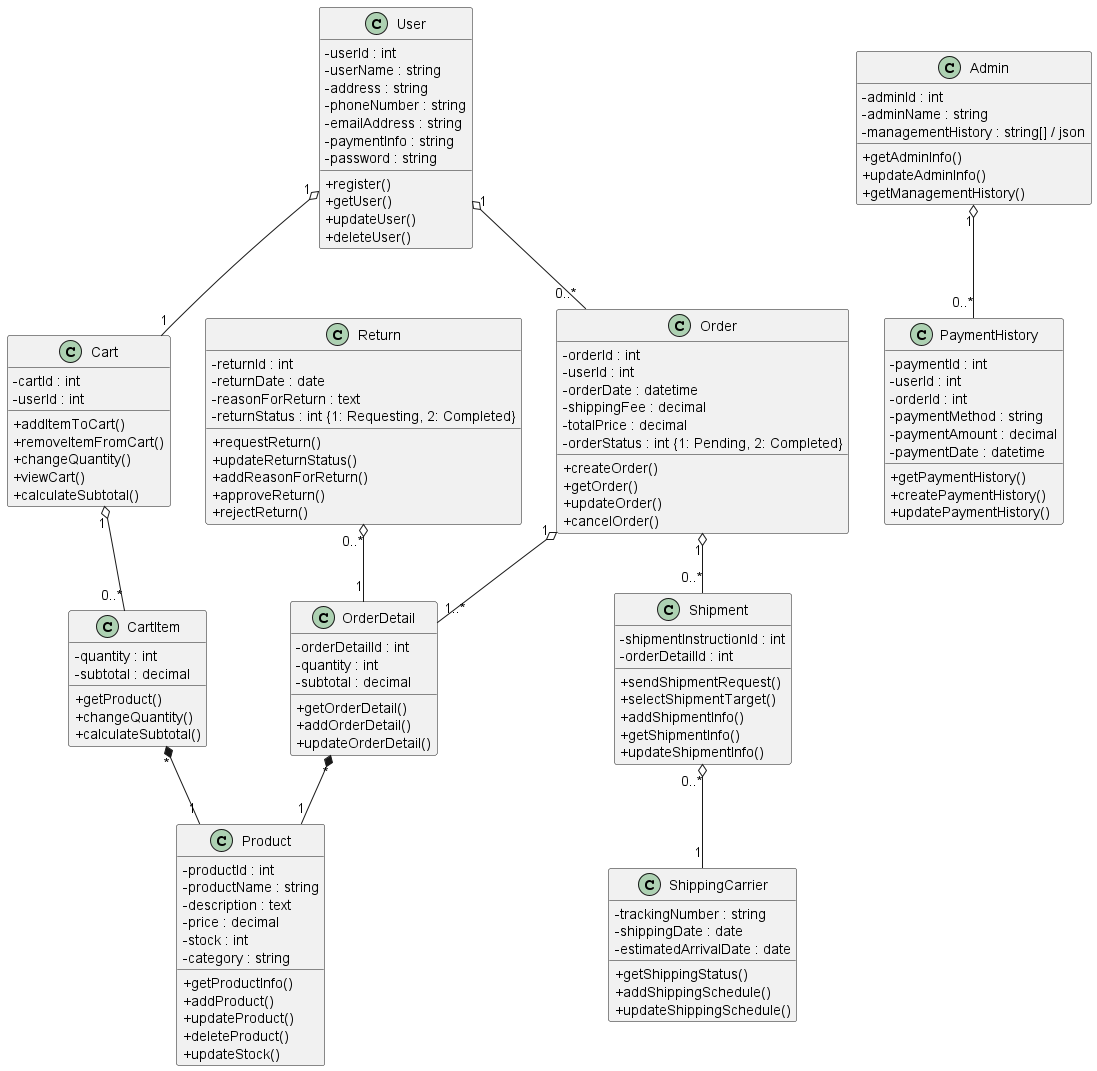 C User
-userId : int
-userName : string
-address : string
-phoneNumber : string
-emailAddress : string
-paymentInfo : string
-password : string
+register()
+getUser()
+updateUser()
+deleteUser()
1
1
1
0..*
C Admin
-adminId : int
-adminName : string
-managementHistory : string[] / json
+getAdminInfo()
+updateAdminInfo()
+getManagementHistory()
1
0..*
C Cart
-cartId : int
-userId : int
+addItemToCart()
+removeItemFromCart()
+changeQuantity()
+viewCart()
+calculateSubtotal()
1
0..*
C Return
-returnId : int
-returnDate : date
-reasonForReturn : text
-returnStatus : int {1: Requesting, 2: Completed}
+requestReturn()
+updateReturnStatus()
+addReasonForReturn()
+approveReturn()
+rejectReturn()
0..*
1
C Order
-orderId : int
-userId : int
-orderDate : datetime
-shippingFee : decimal
-totalPrice : decimal
-orderStatus : int {1: Pending, 2: Completed}
+createOrder()
+getOrder()
+updateOrder()
+cancelOrder()
1
1..*
1
0..*
C PaymentHistory
-paymentId : int
-userId : int
-orderId : int
-paymentMethod : string
-paymentAmount : decimal
-paymentDate : datetime
+getPaymentHistory()
+createPaymentHistory()
+updatePaymentHistory()
C CartItem
-quantity : int
-subtotal : decimal
+getProduct()
+changeQuantity()
+calculateSubtotal()
*
1
C OrderDetail
-orderDetailId : int
-quantity : int
-subtotal : decimal
+getOrderDetail()
+addOrderDetail()
+updateOrderDetail()
*
1
C Shipment
-shipmentInstructionId : int
-orderDetailId : int
+sendShipmentRequest()
+selectShipmentTarget()
+addShipmentInfo()
+getShipmentInfo()
+updateShipmentInfo()
0..*
1
C Product
-productId : int
-productName : string
-description : text
-price : decimal
-stock : int
-category : string
+getProductInfo()
+addProduct()
+updateProduct()
+deleteProduct()
+updateStock()
C ShippingCarrier
-trackingNumber : string
-shippingDate : date
-estimatedArrivalDate : date
+getShippingStatus()
+addShippingSchedule()
+updateShippingSchedule()